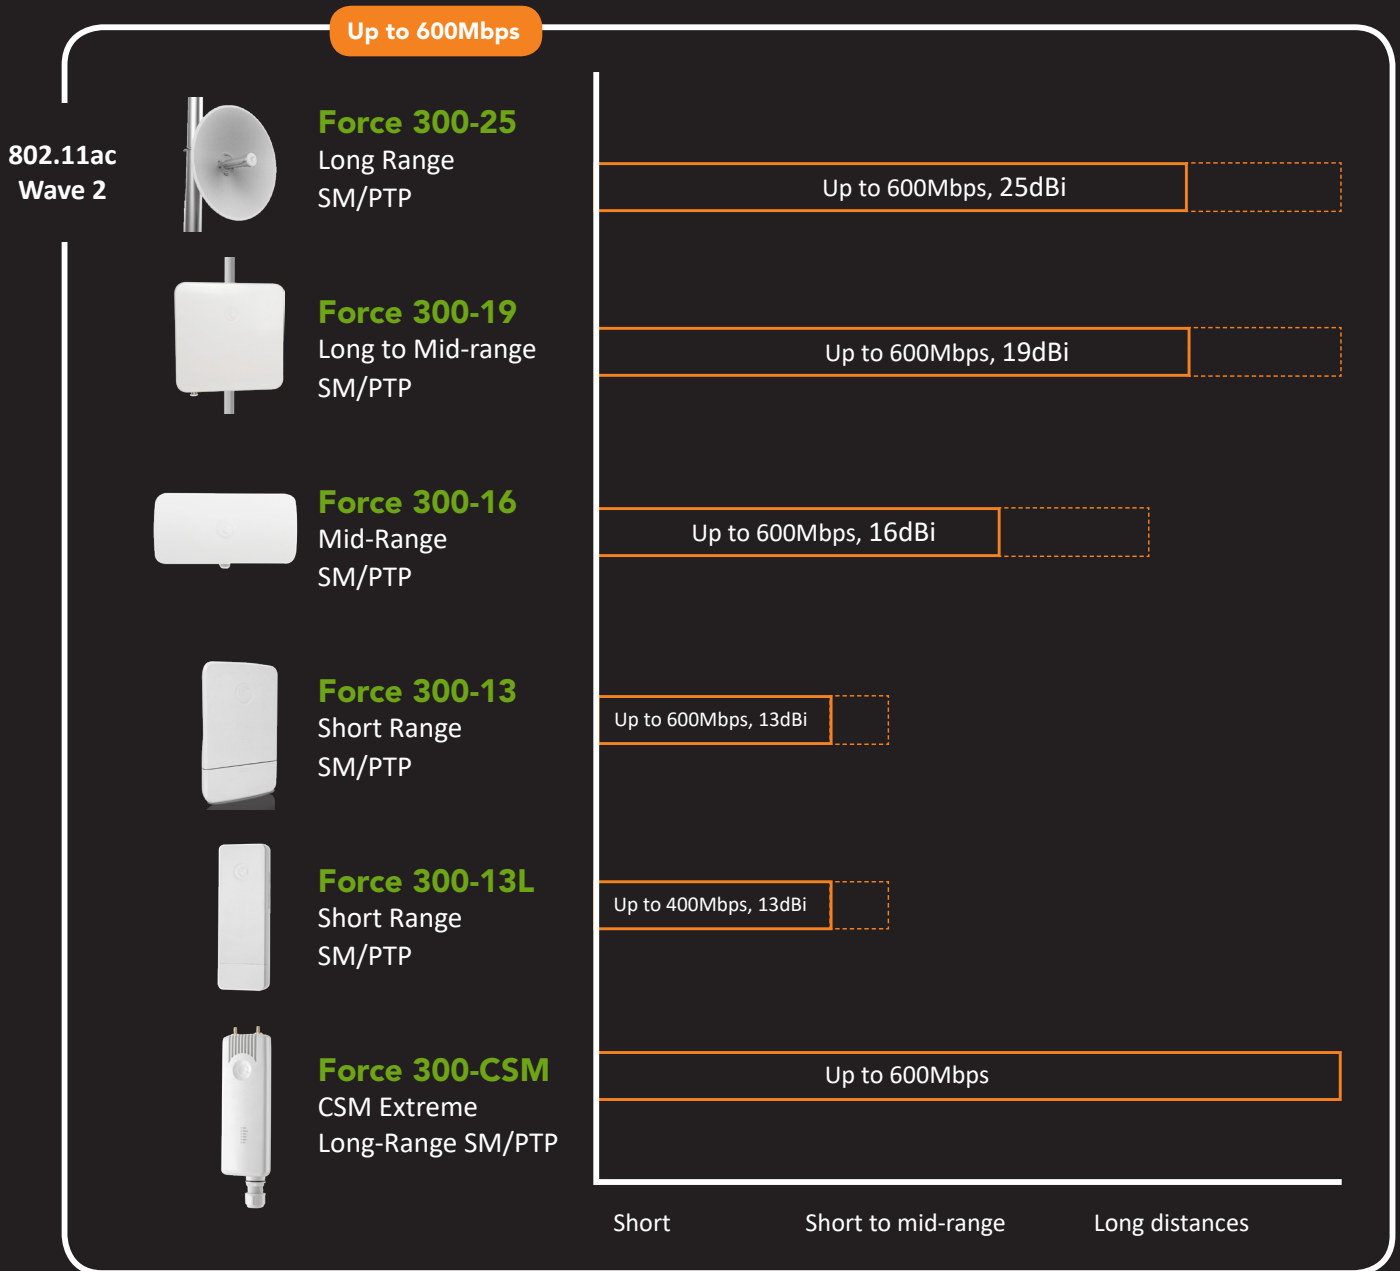 Up to 600Mbps
802.11ac
Wave 2
Force 300-25
Long Range
SM/PTP
Up to 600Mbps, 25dBi
Force 300-19
Long to Mid-range
SM/PTP
Up to 600Mbps, 19dBi
Force 300-16
Mid-Range
SM/PTP
Up to 600Mbps, 16dBi
Force 300-13
Short Range
SM/PTP
Up to 600Mbps, 13dBi
Force 300-13L
Short Range
SM/PTP
Up to 400Mbps, 13dBi
Force 300-CSM
CSM Extreme
Long-Range SM/PTP
Up to 600Mbps
Short
Short to mid-range
Long distances